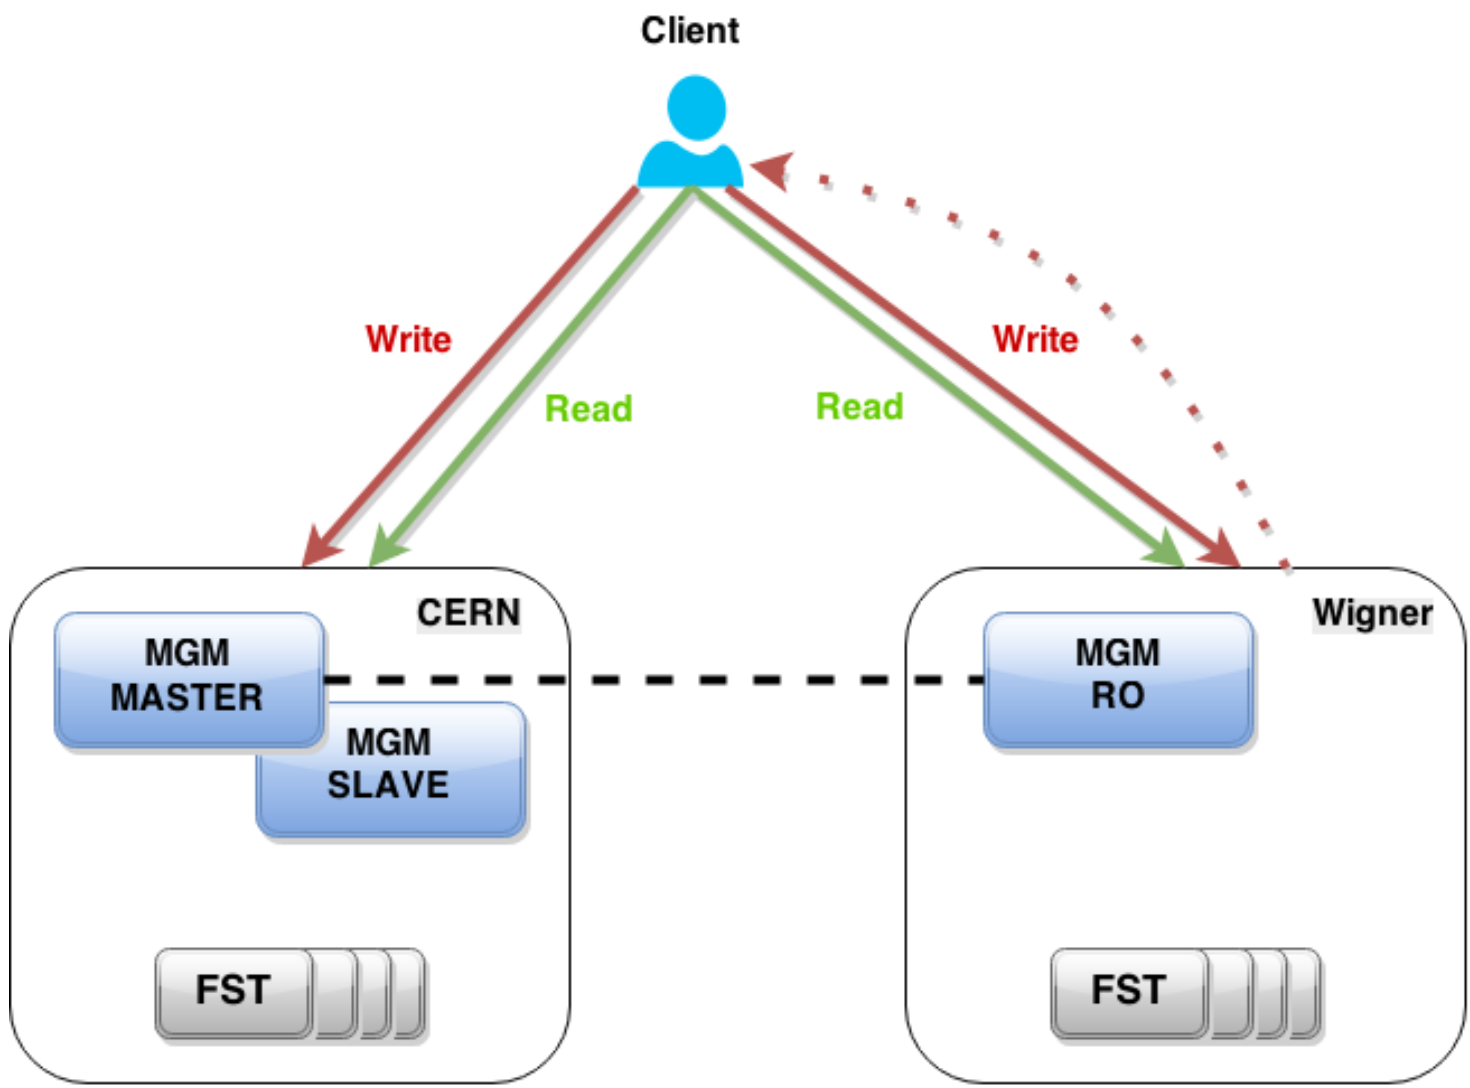 Client
Write
Write
Read
Read
CERN
Wigner
MGM
MASTER
MGM
RO
MGM
SLAVE
FST
FST